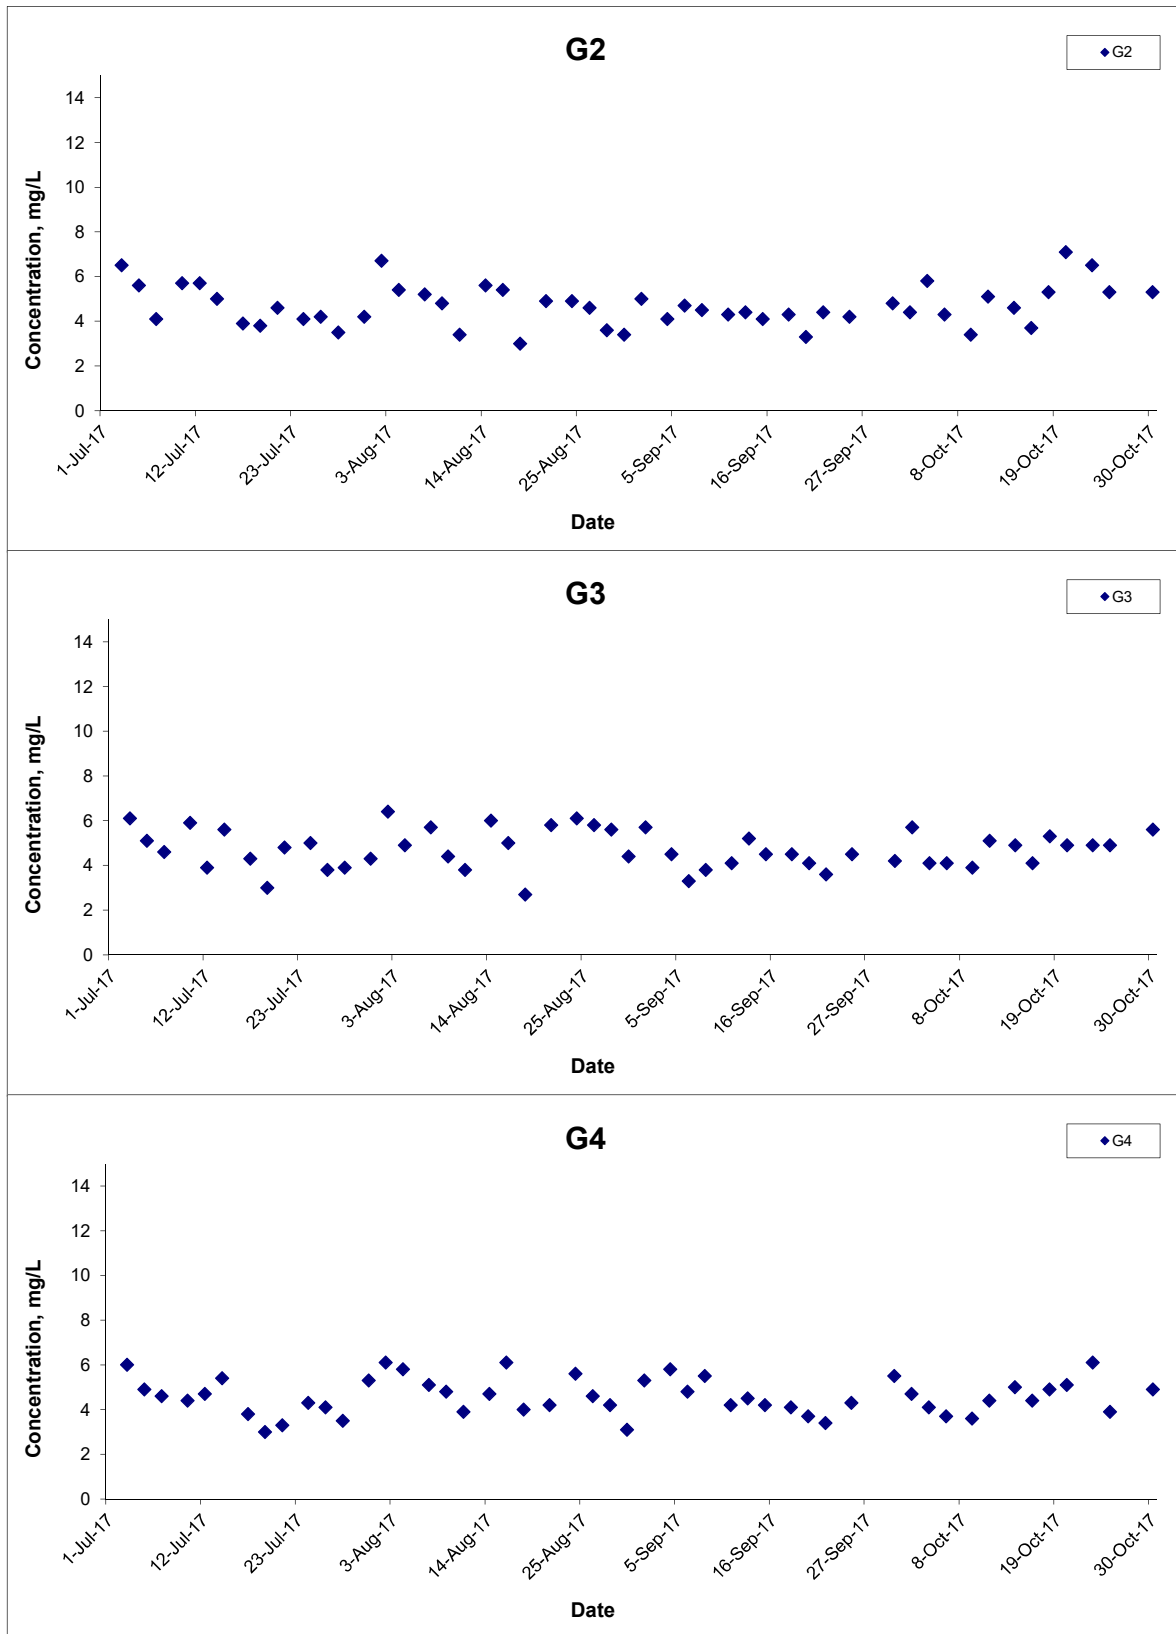 G2
G2
14
12
10
8
6
4
2
0
Concentration, mg/L
1-Jul-17
12-Jul-17
23-Jul-17
3-Aug-17
14-Aug-17
25-Aug-17
5-Sep-17
16-Sep-17
27-Sep-17
8-Oct-17
19-Oct-17
30-Oct-17
Date
G3
G3
14
12
10
8
6
4
2
0
Concentration, mg/L
1-Jul-17
12-Jul-17
23-Jul-17
3-Aug-17
14-Aug-17
25-Aug-17
5-Sep-17
16-Sep-17
27-Sep-17
8-Oct-17
19-Oct-17
30-Oct-17
Date
G4
G4
14
12
10
8
6
4
2
0
Concentration, mg/L
1-Jul-17
12-Jul-17
23-Jul-17
3-Aug-17
14-Aug-17
25-Aug-17
5-Sep-17
16-Sep-17
27-Sep-17
8-Oct-17
19-Oct-17
30-Oct-17
Date